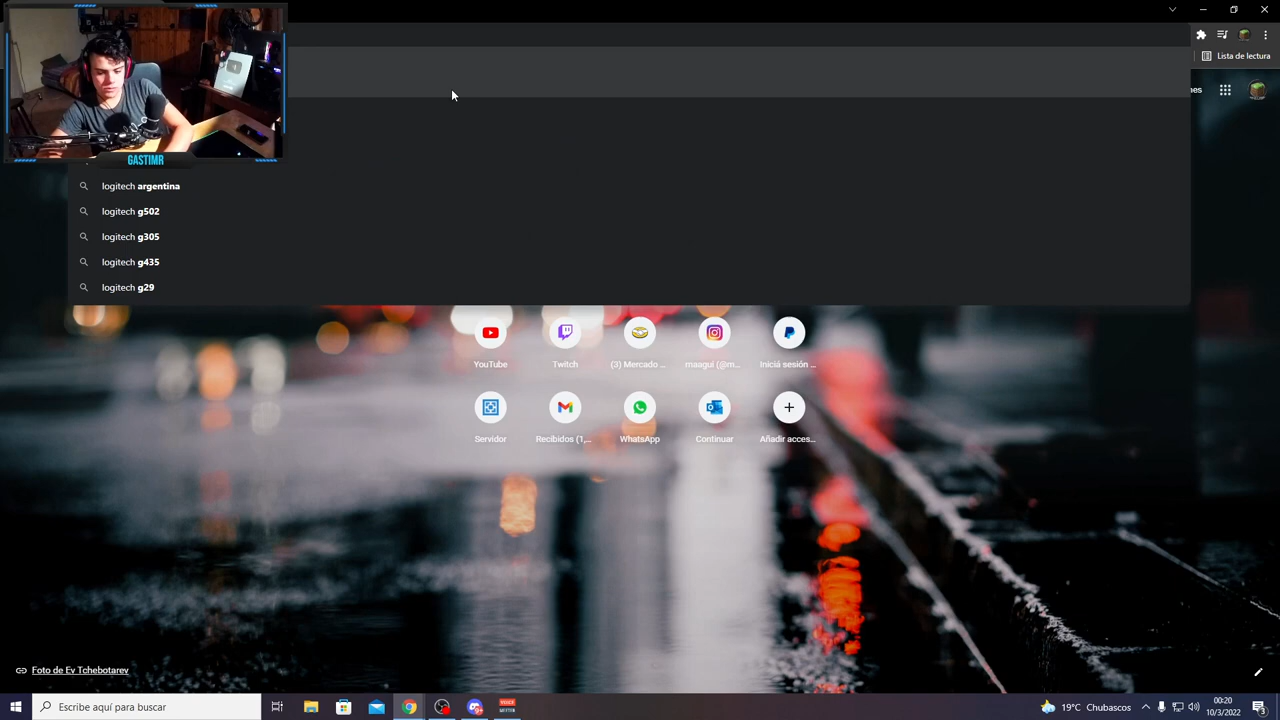 Lista de lectura
nes
GASTIMR
logitech argentina
logitech g502
logitech g305
logitech g435
logitech g29
YouTube
Twitch
(3) Mercado ...
maagui (@m...
Iniciá sesión ...
Servidor
Recibidos (1,...
WhatsApp
Continuar
Añadir acces...
Foto de Ev Tchebotarev
Escribe aquí para buscar
19°C Chubascos
00:20
10/3/2022